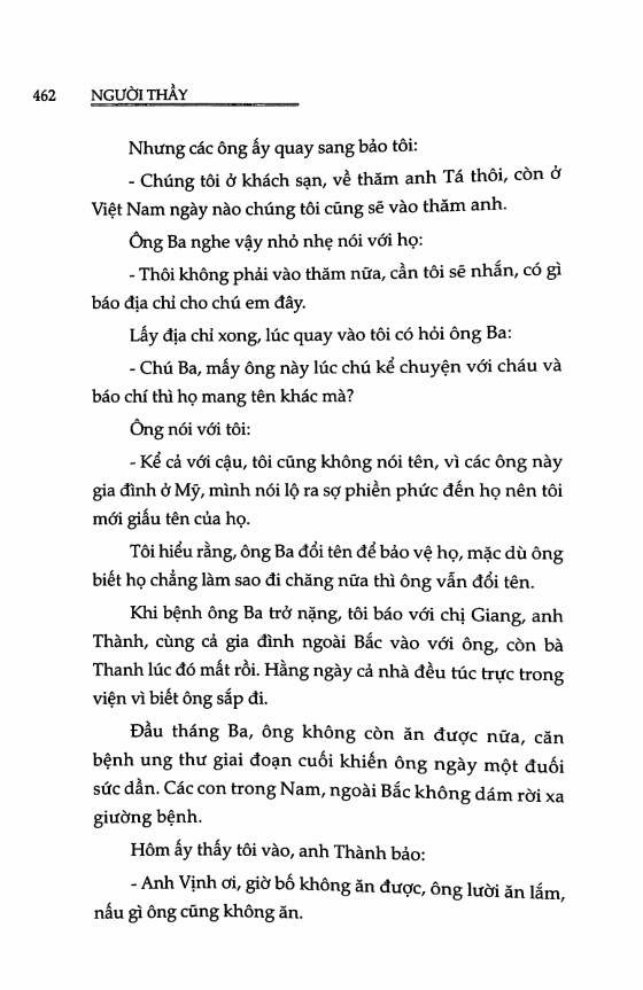 462 NGƯỜI THẦY
Nhưng các ông ấy quay sang bảo tôi:
- Chúng tôi ở khách sạn, về thăm anh Tá thôi, còn ở
Việt Nam ngày nào chúng tôi cũng sẽ vào thăm anh.
Ông Ba nghe vậy nhỏ nhẹ nói với họ:
- Thôi không phải vào thăm nữa, cần tôi sẽ nhắn, có gì
báo địa chỉ cho chú em đây.
Lấy địa chỉ xong, lúc quay vào tôi có hỏi ông Ba:
- Chú Ba, mấy ông này lúc chú kể chuyện với cháu và
báo chí thì họ mang tên khác mà?
Ông nói với tôi:
- Kể cả với cậu, tôi cũng không nói tên, vì các ông này
gia đình ở Mỹ, mình nói lộ ra sợ phiền phức đến họ nên tôi
mới giấu tên của họ.
Tôi hiểu rằng, ông Ba đổi tên để bảo vệ họ, mặc dù ông
biết họ chẳng làm sao đi chăng nữa thì ông vẫn đổi tên.
Khi bệnh ông Ba trở nặng, tôi báo với chị Giang, anh
Thành, cùng cả gia đình ngoài Bắc vào với ông, còn bà
Thanh lúc đó mất rồi. Hằng ngày cả nhà đều túc trực trong
viện vì biết ông sắp đi.
Đầu tháng Ba, ông không còn ăn được nữa, căn
bệnh ung thư giai đoạn cuối khiến ông ngày một đuối
sức dần. Các con trong Nam, ngoài Bắc không dám rời xa
giường bệnh.
Hôm ấy thấy tôi vào, anh Thành bảo:
- Anh Vịnh ơi, giờ bố không ăn được, ông lười ăn lắm,
nấu gì ông cũng không ăn.